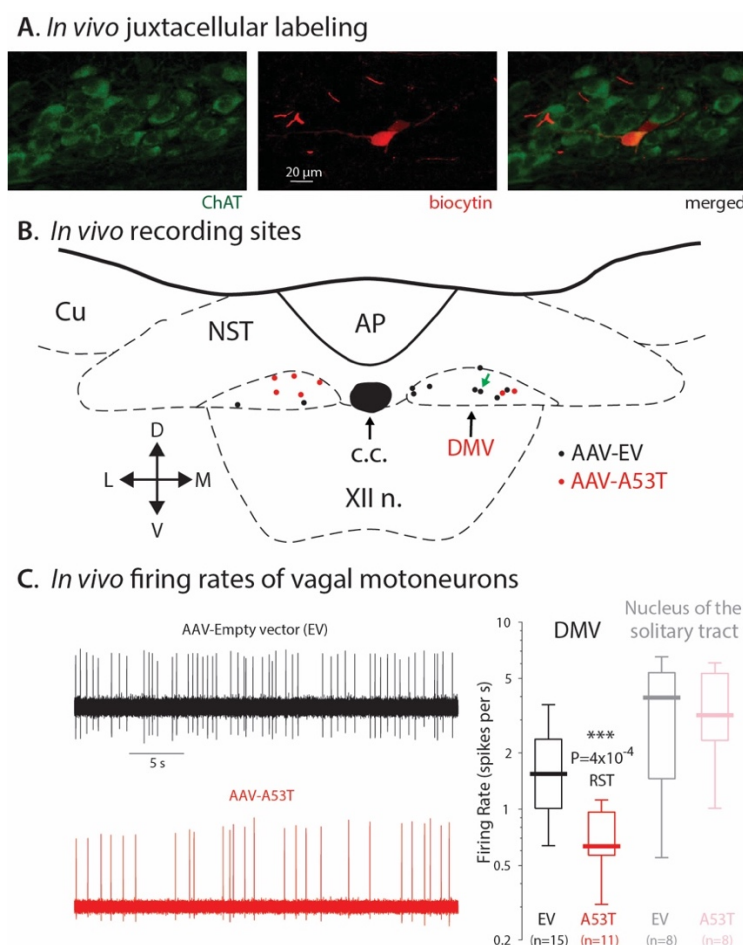 A. In vivo juxtacellular labeling
20 µm
ChAT
biocytin
merged
B. In vivo recording sites
Cu
NST
AP
D
L
M
V
c.c.
DMV
XII n.
• AAV-EV
• AAV-A53T
C. In vivo firing rates of vagal motoneurons
AAV-Empty vector (EV)
5 s
AAV-A53T
Firing Rate (spikes per s)
10
5
2
1
0.5
0.2
DMV
Nucleus of the
solitary tract
***
P=4x10⁻⁴
RST
EV
(n=15)
A53T
(n=11)
EV
(n=8)
A53T
(n=8)